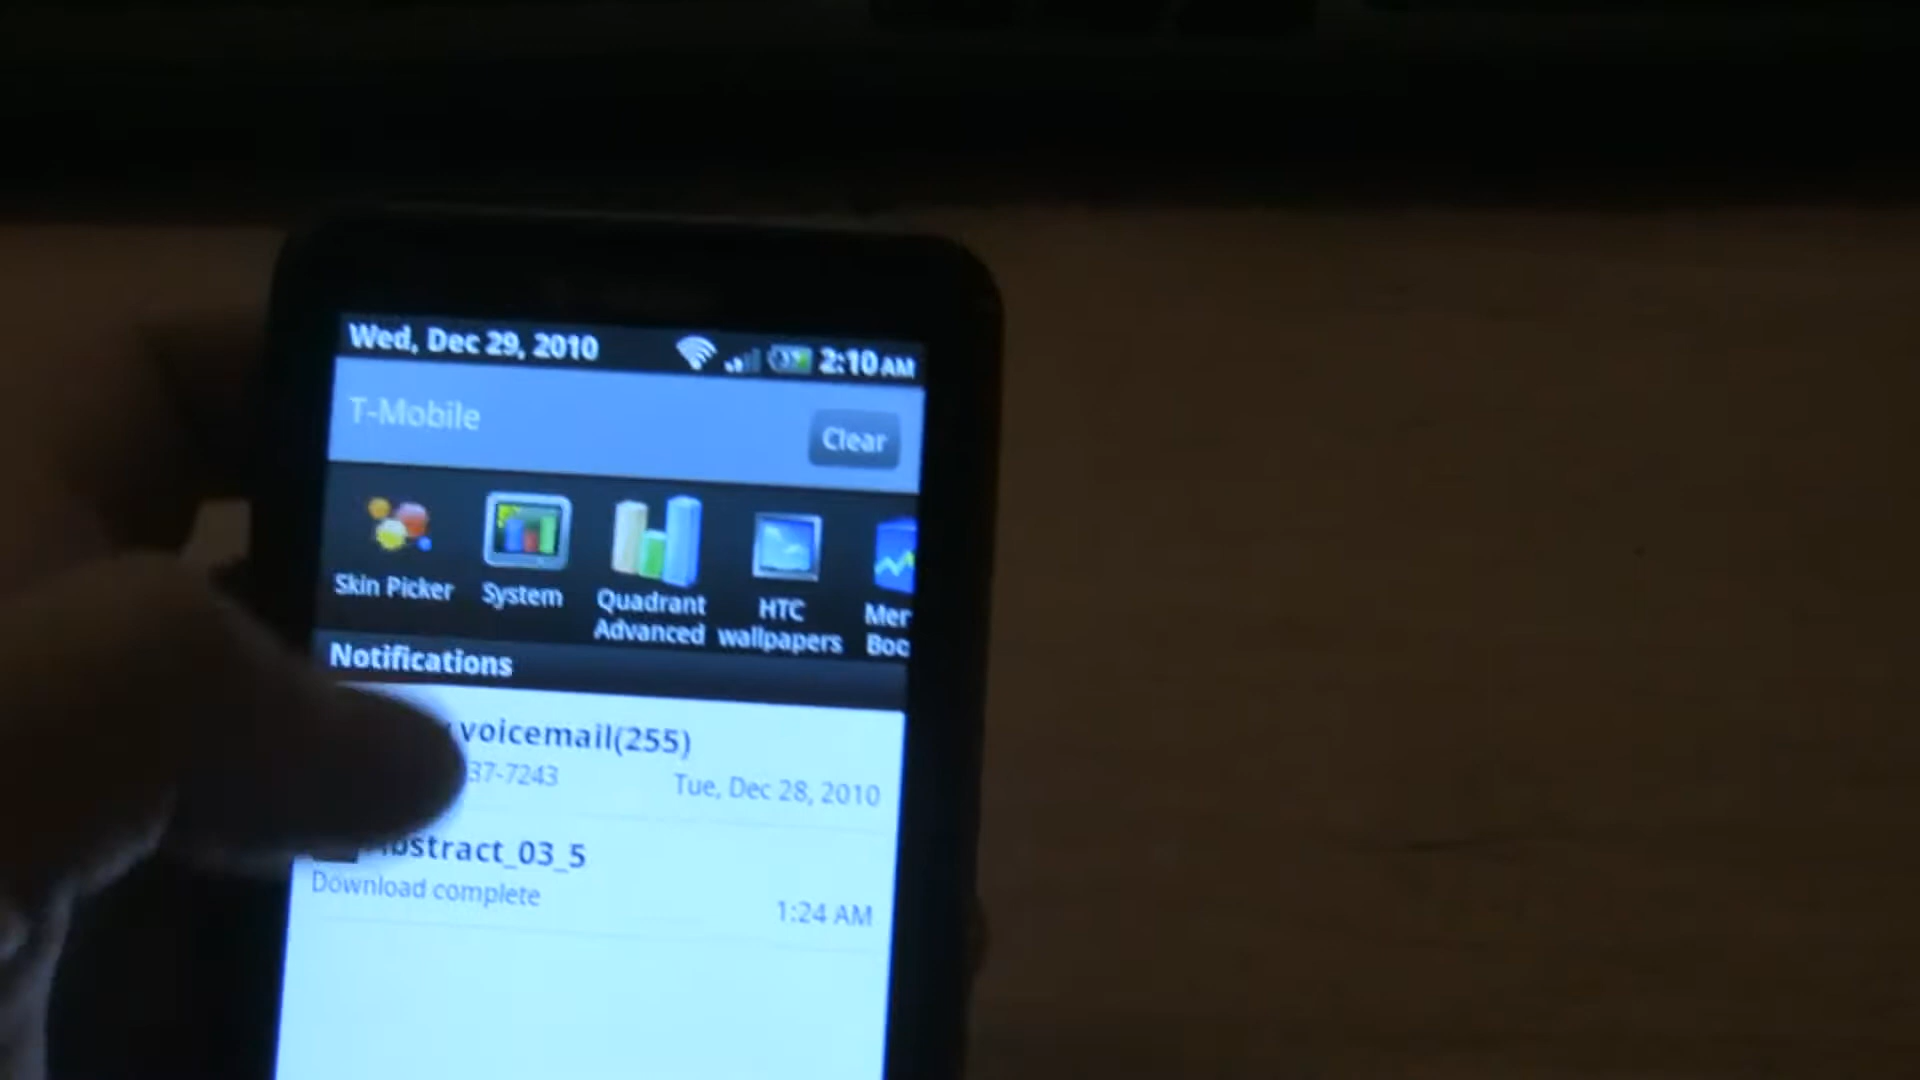 Wed, Dec 29, 2010 2:10 AM
T-Mobile
Clear
Skin Picker
System
Quadrant Advanced
HTC wallpapers
Notifications
voicemail(255)
37-7243
Tue, Dec 28, 2010
bstract_03_5
Download complete
1:24 AM